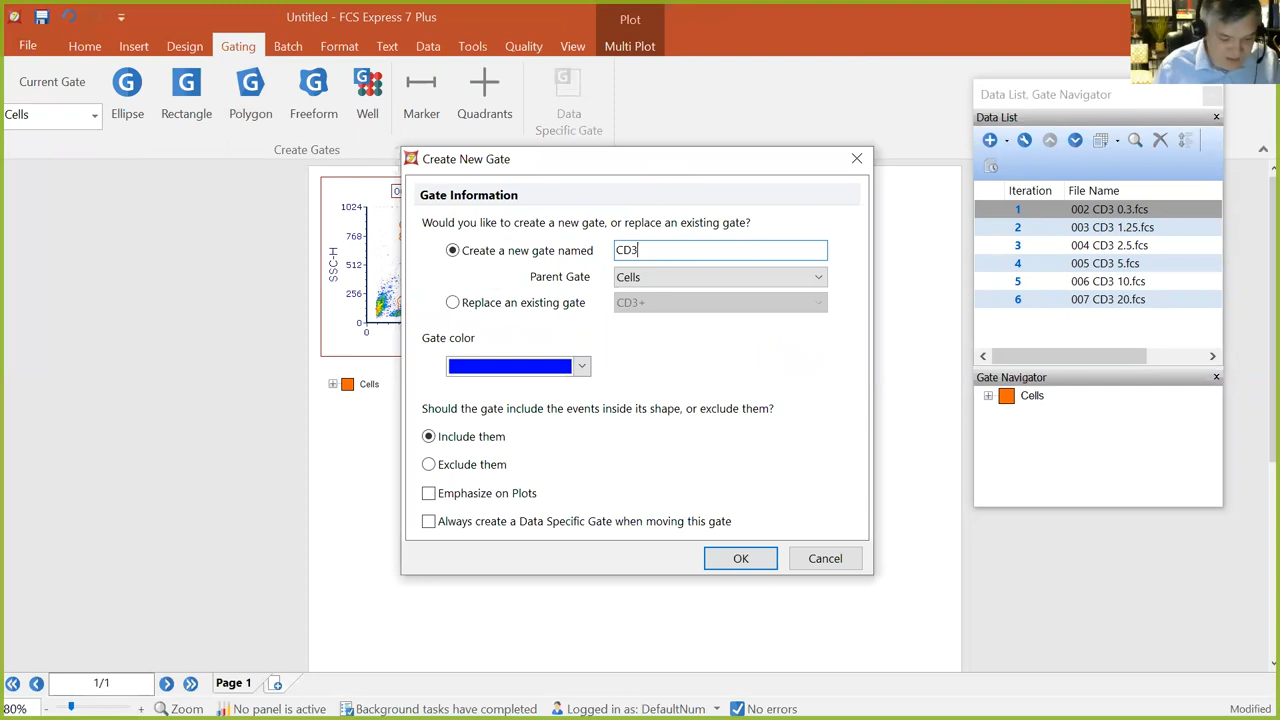 Untitled - FCS Express 7 Plus
Plot
File Home Insert Design Gating Batch Format Text Data Tools Quality View Multi Plot
Current Gate
Cells
Ellipse Rectangle Polygon Freeform Well Marker Quadrants Data Specific Gate
Create Gates
Data List, Gate Navigator
Data List
Iteration File Name
1 002 CD3 0.3.fcs
2 003 CD3 1.25.fcs
3 004 CD3 2.5.fcs
4 005 CD3 5.fcs
5 006 CD3 10.fcs
6 007 CD3 20.fcs
Gate Navigator
Cells
1024
768
512
256
0
0
SSC-H
Cells
Create New Gate
Gate Information
Would you like to create a new gate, or replace an existing gate?
Create a new gate named CD3
Parent Gate Cells
Replace an existing gate CD3+
Gate color
Should the gate include the events inside its shape, or exclude them?
Include them
Exclude them
Emphasize on Plots
Always create a Data Specific Gate when moving this gate
OK Cancel
1/1 Page 1
80% - + Zoom No panel is active Background tasks have completed Logged in as: DefaultNum No errors Modified